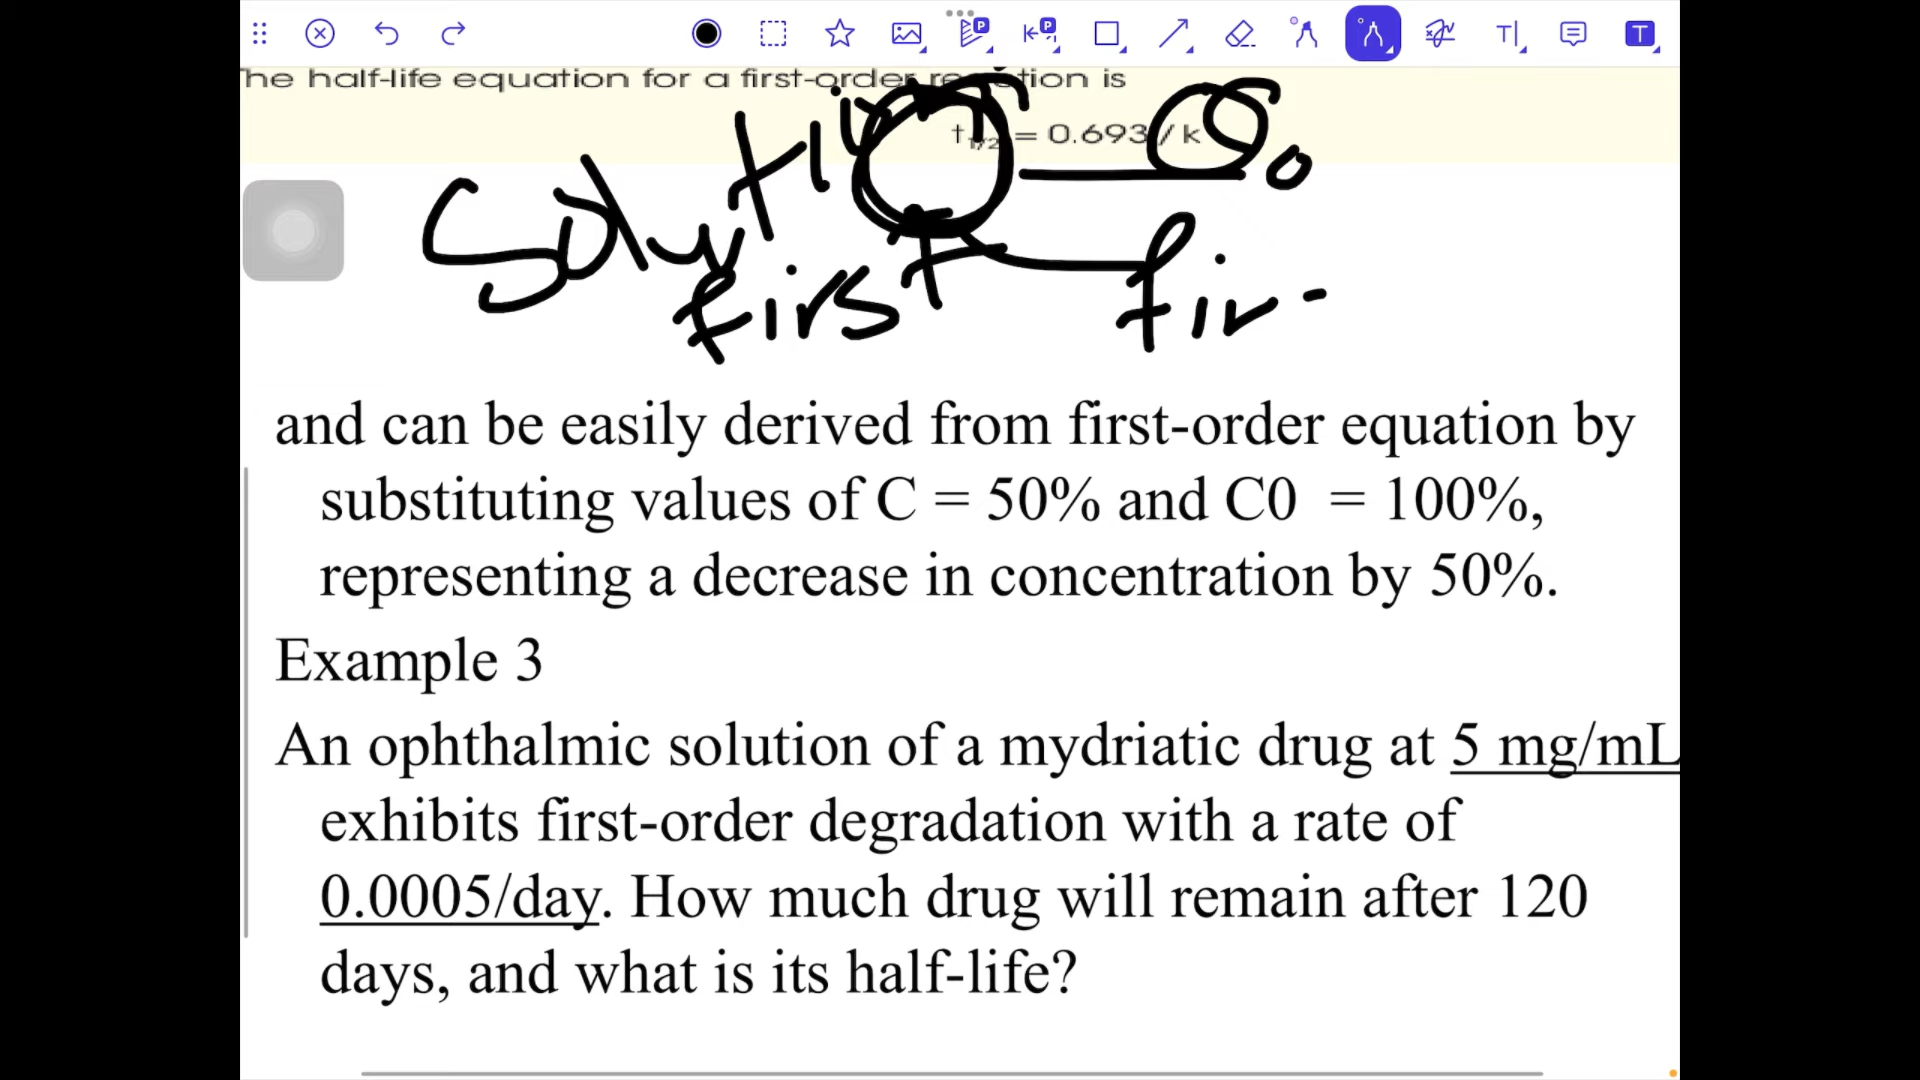 The half-life equation for a first-order reaction is
t1/2 = 0.693 / k
Solution
first
fir
and can be easily derived from first-order equation by
substituting values of C = 50% and C0 = 100%,
representing a decrease in concentration by 50%.
Example 3
An ophthalmic solution of a mydriatic drug at 5 mg/mL
exhibits first-order degradation with a rate of
0.0005/day. How much drug will remain after 120
days, and what is its half-life?